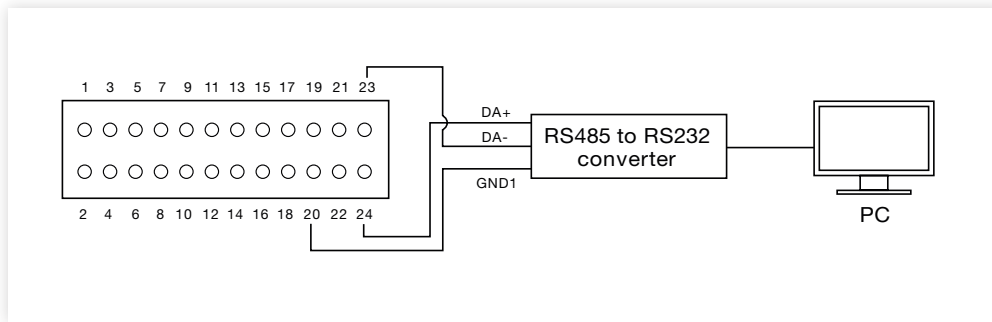 1 3 5 7 9 11 13 15 17 19 21 23
DA+
DA-
RS485 to RS232
converter
GND1
2 4 6 8 10 12 14 16 18 20 22 24
PC